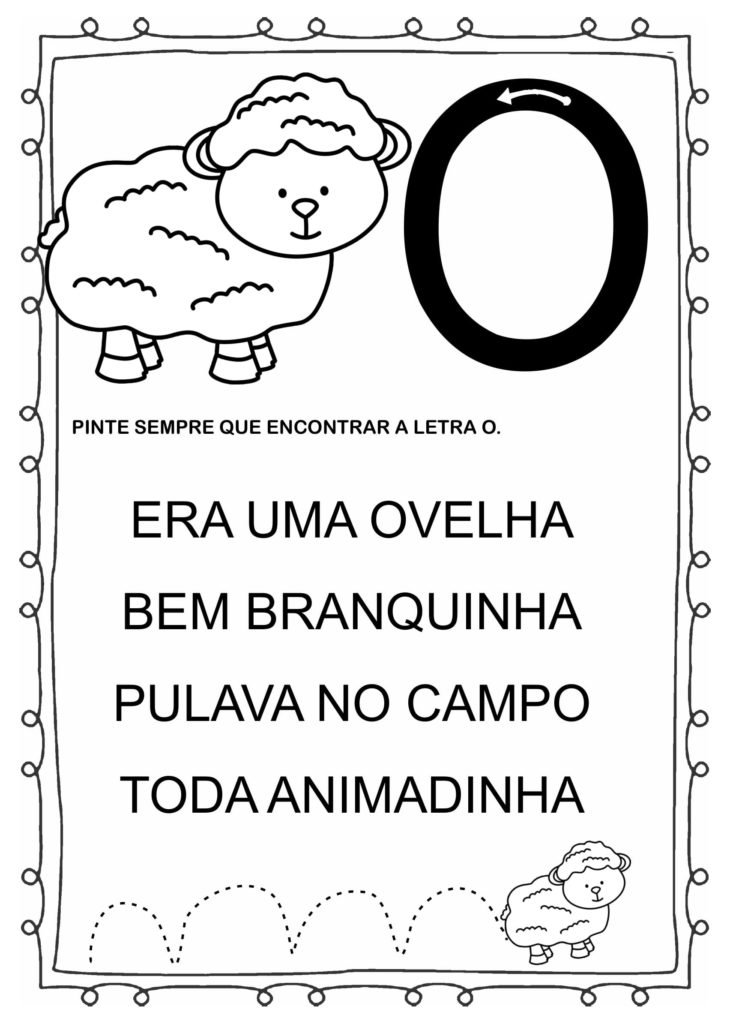 O
PINTE SEMPRE QUE ENCONTRAR A LETRA O.
ERA UMA OVELHA
BEM BRANQUINHA
PULAVA NO CAMPO
TODA ANIMADINHA